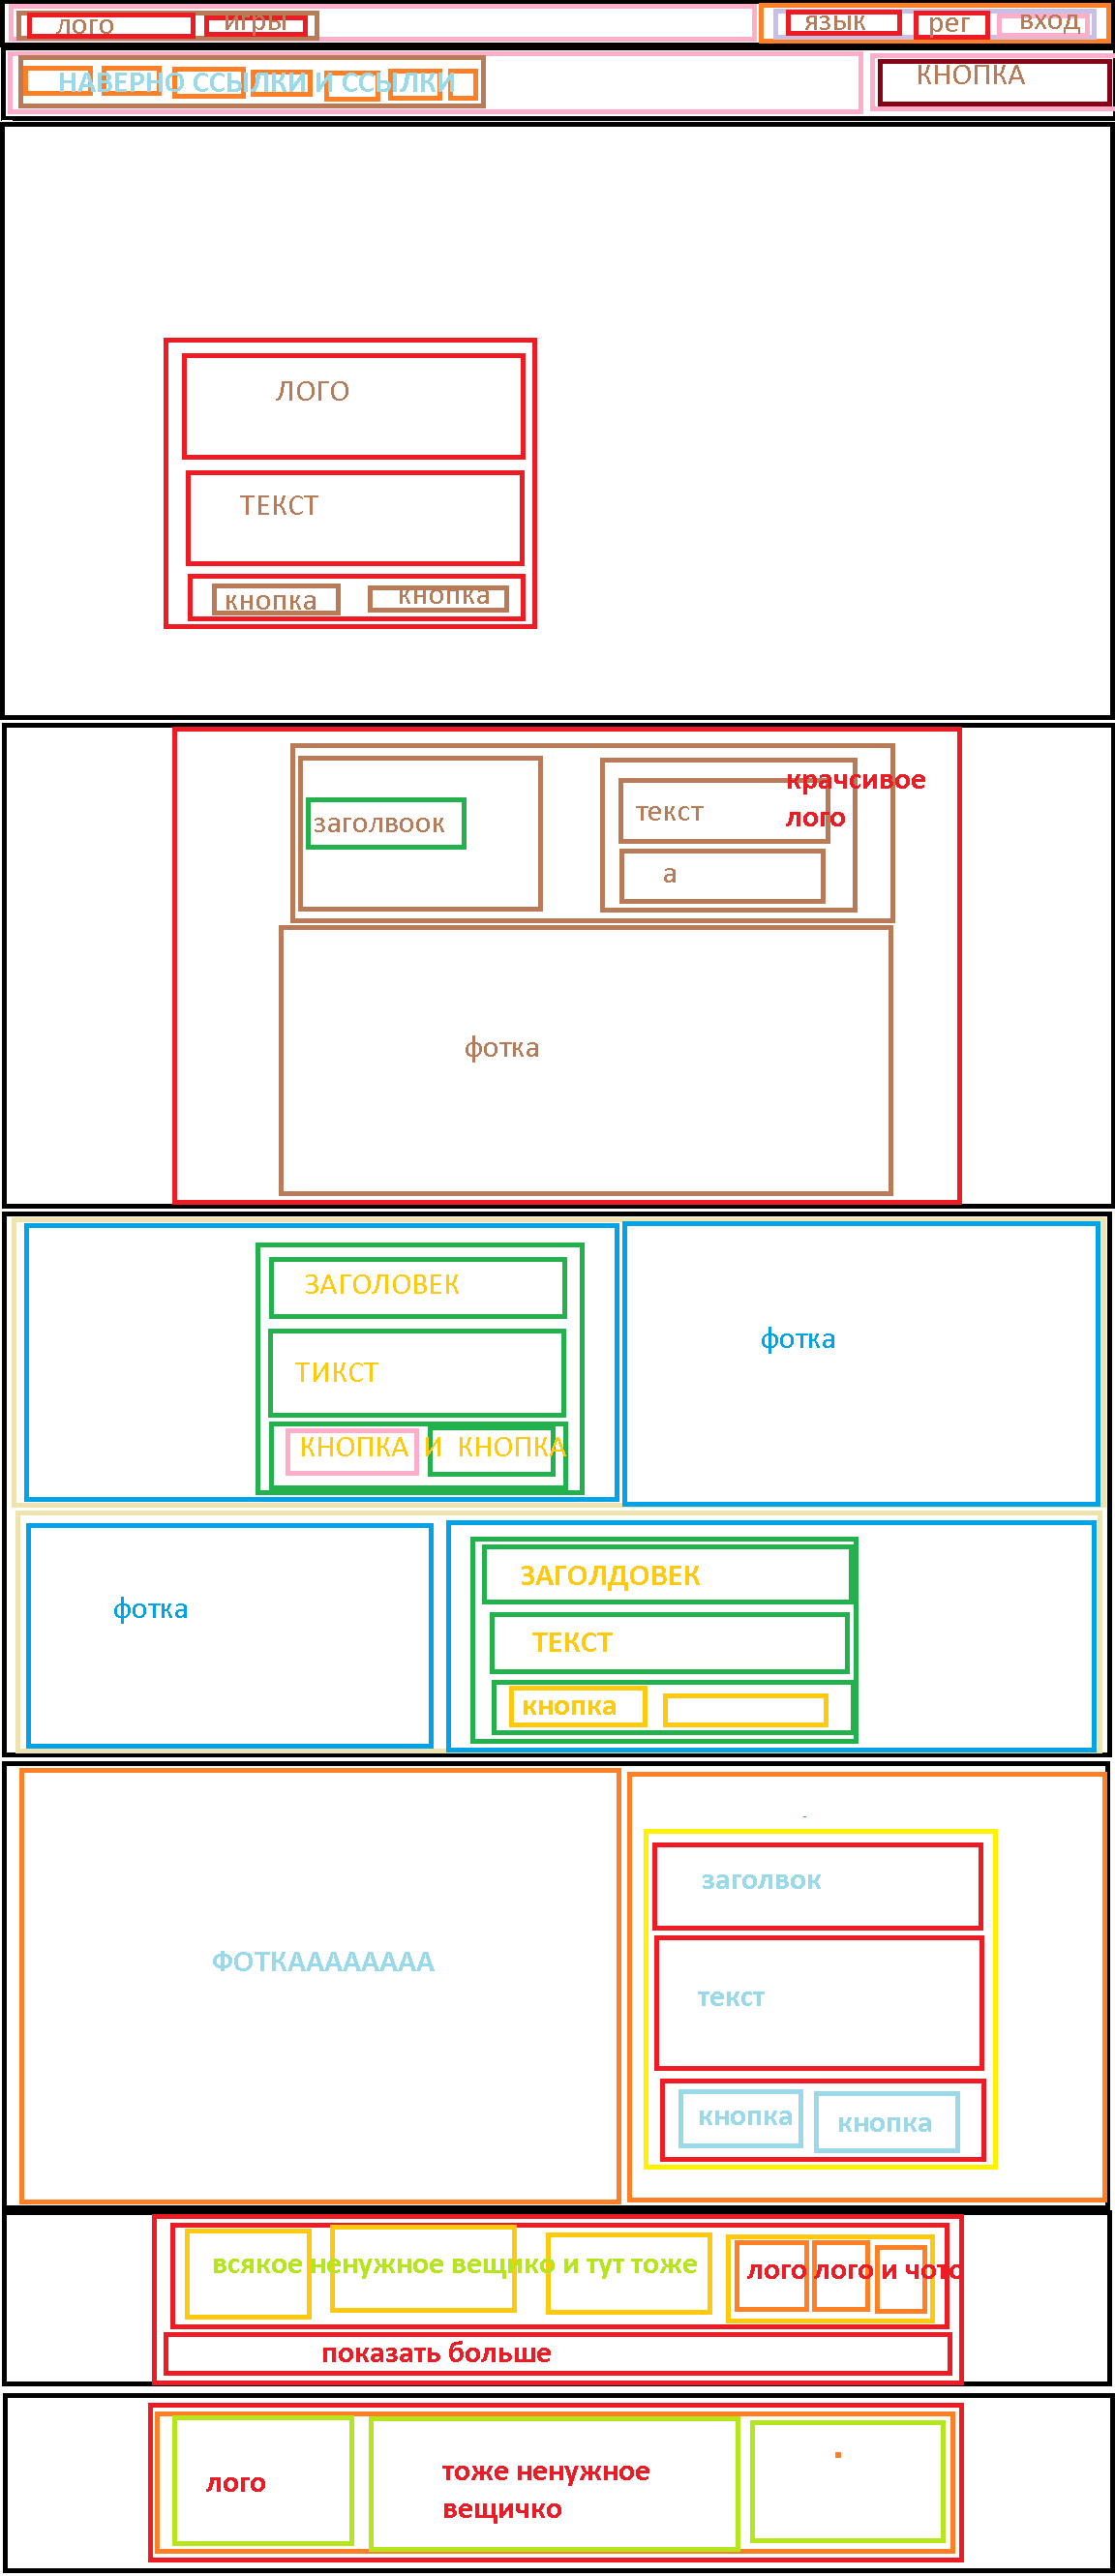 лого игры язык рег вход
НАВЕРНО ССЫЛКИ И ССЫЛКИ КНОПКА
ЛОГО
ТЕКСТ
кнопка кнопка
крачсивое
лого
заголвоок текст
а
фотка
ЗАГОЛОВЕК
фотка
ТИКСТ
КНОПКА И КНОПКА
ЗАГОЛДОВЕК
фотка
ТЕКСТ
кнопка
заголвок
ФОТКАААААААА
текст
кнопка кнопка
всякое ненужное вещико и тут тоже лого лого и чото
показать больше
лого
тоже ненужное
вещичко